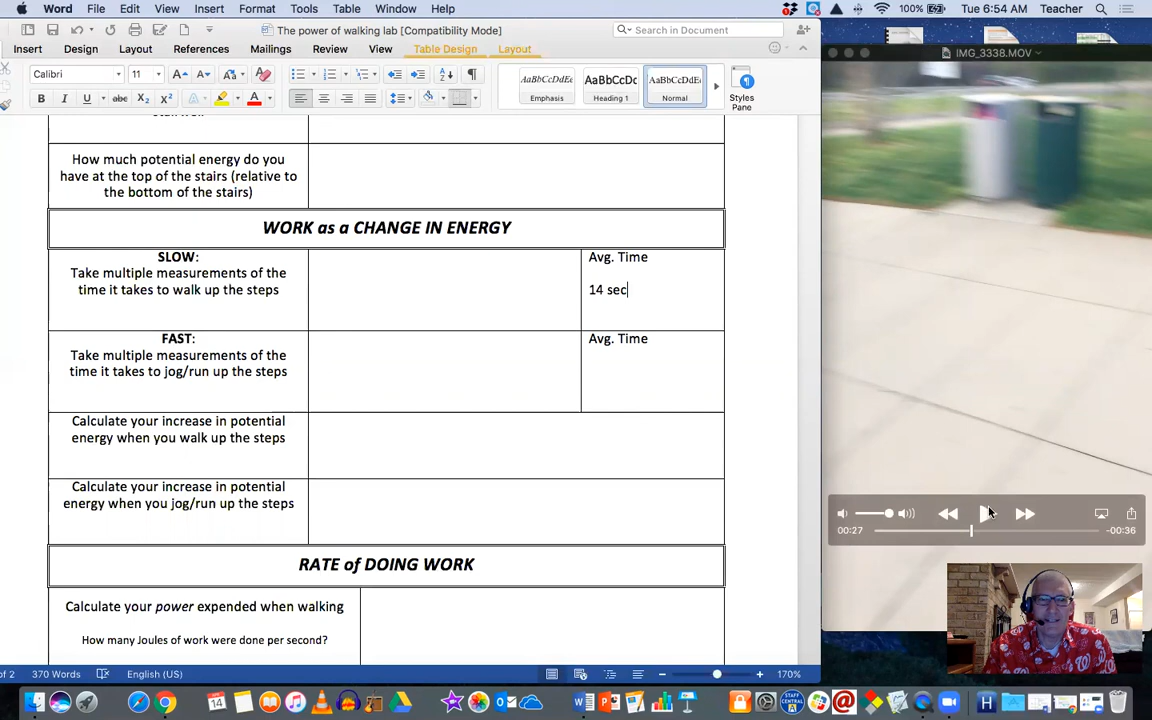 Word File Edit View Insert Format Tools Table Window Help 100% Tue 6:54 AM Teacher
The power of walking lab [Compatibility Mode] Search in Document
IMG_3338.MOV
Insert Design Layout References Mailings Review View Table Design Layout
Calibri 11 AaBbCcDdEe AaBbCcDc AaBbCcDdEe
B I U abc X2 X2 A A Emphasis Heading 1 Normal Styles Pane
How much potential energy do you
have at the top of the stairs (relative to
the bottom of the stairs)
WORK as a CHANGE IN ENERGY
SLOW:
Take multiple measurements of the
time it takes to walk up the steps
Avg. Time
14 sec
FAST:
Take multiple measurements of the
time it takes to jog/run up the steps
Avg. Time
Calculate your increase in potential
energy when you walk up the steps
Calculate your increase in potential
energy when you jog/run up the steps
00:27 -00:36
RATE of DOING WORK
Calculate your power expended when walking
How many Joules of work were done per second?
of 2 370 Words English (US) 170%